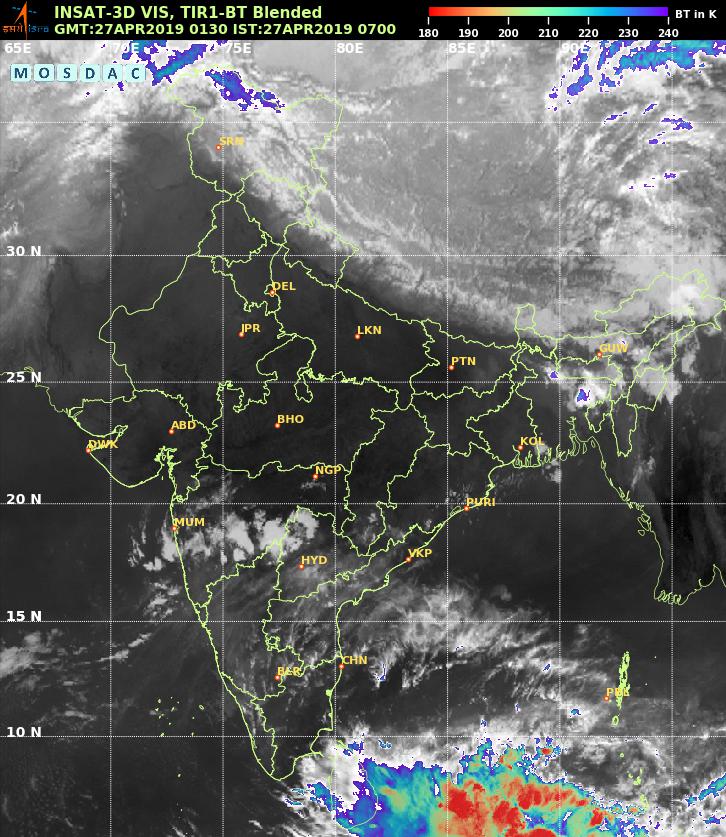 INSAT-3D VIS, TIR1-BT Blended
GMT:27APR2019 0130 IST:27APR2019 0700
BT in K
180 190 200 210 220 230 240
65E 70E 75E 80E 85E 90E
M O S D A C
SRN
30 N
DEL
JPR LKN GUW
PTN
25 N
ABD BHO
DWK KOL
NGP
20 N PURI
MUM
HYD VKP
15 N
BLR CHN
PBL
10 N